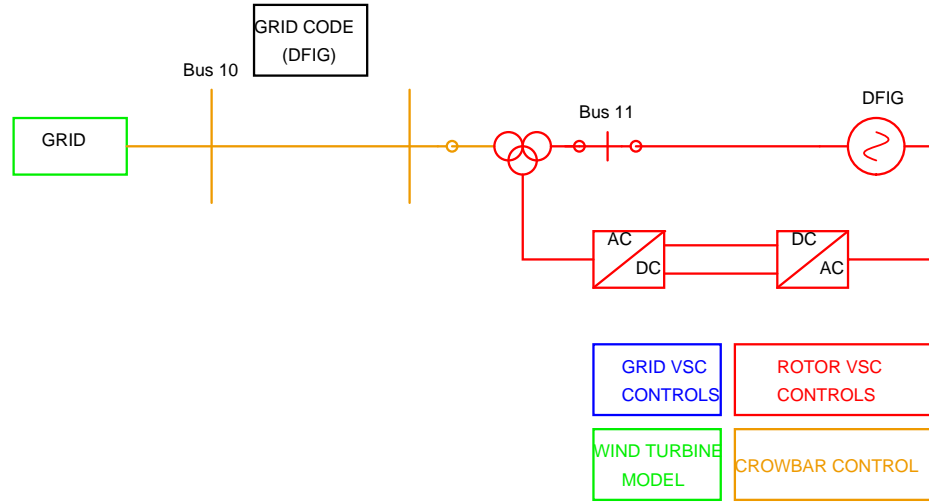 GRID CODE
(DFIG)
Bus 10
GRID
Bus 11
DFIG
AC
DC
DC
AC
GRID VSC
CONTROLS
ROTOR VSC
CONTROLS
WIND TURBINE
MODEL
CROWBAR CONTROL